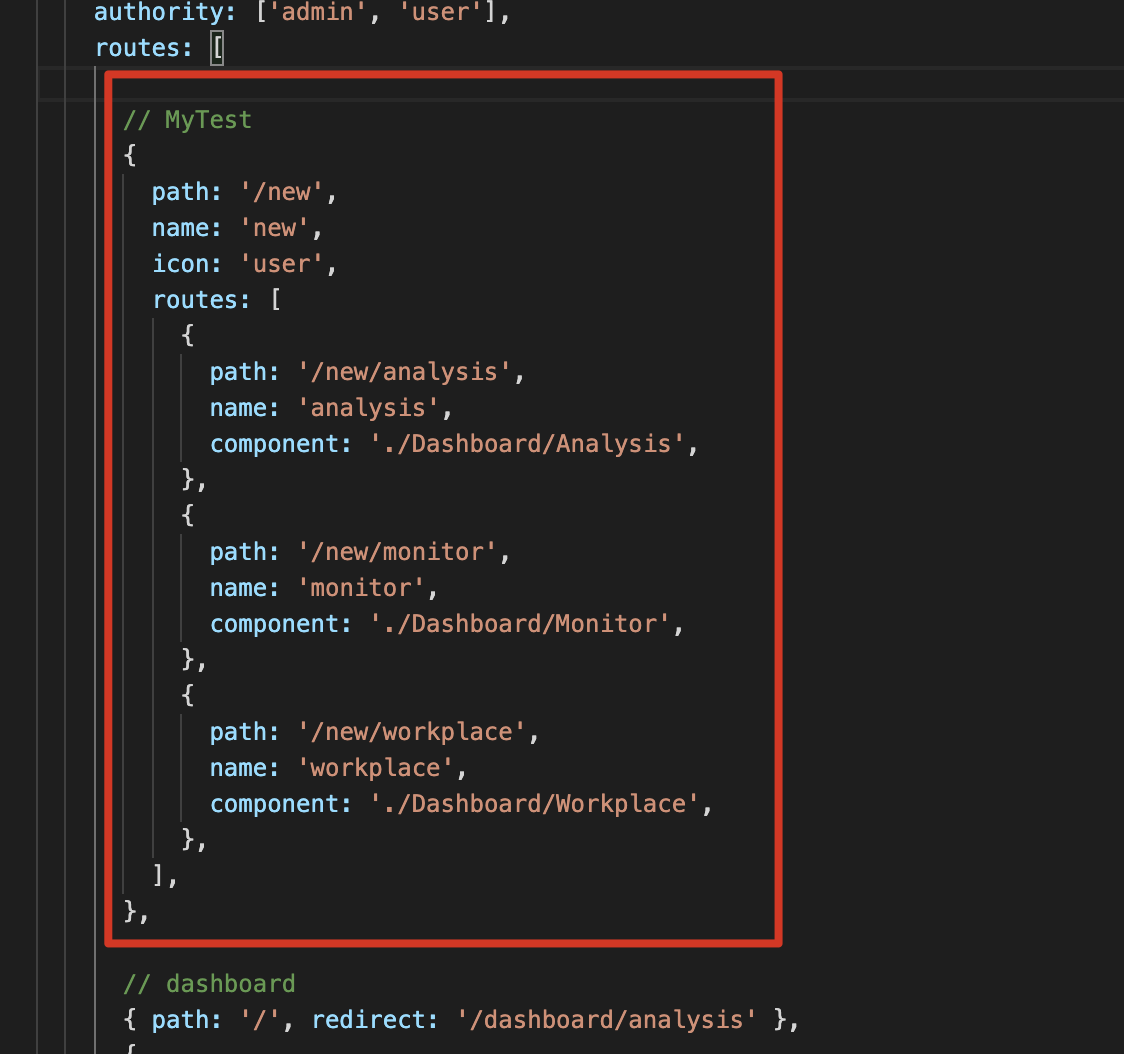 authority: ['admin', 'user'],
routes: [
// MyTest
{
path: '/new',
name: 'new',
icon: 'user',
routes: [
{
path: '/new/analysis',
name: 'analysis',
component: './Dashboard/Analysis',
},
{
path: '/new/monitor',
name: 'monitor',
component: './Dashboard/Monitor',
},
{
path: '/new/workplace',
name: 'workplace',
component: './Dashboard/Workplace',
},
],
},
// dashboard
{ path: '/', redirect: '/dashboard/analysis' },
{